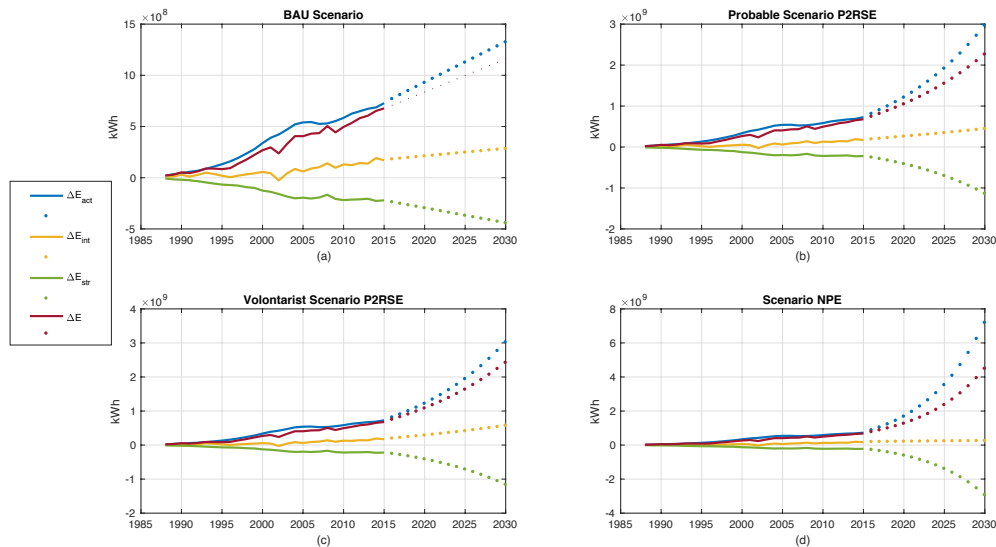 BAU Scenario
×10^8
15
10
5
0
-5
kWh
1985 1990 1995 2000 2005 2010 2015 2020 2025 2030
(a)
Probable Scenario P2RSE
×10^9
3
2
1
0
-1
-2
kWh
1985 1990 1995 2000 2005 2010 2015 2020 2025 2030
(b)
ΔE_act
ΔE_int
ΔE_str
ΔE
Volontarist Scenario P2RSE
×10^9
4
3
2
1
0
-1
-2
kWh
1985 1990 1995 2000 2005 2010 2015 2020 2025 2030
(c)
Scenario NPE
×10^9
8
6
4
2
0
-2
-4
kWh
1985 1990 1995 2000 2005 2010 2015 2020 2025 2030
(d)